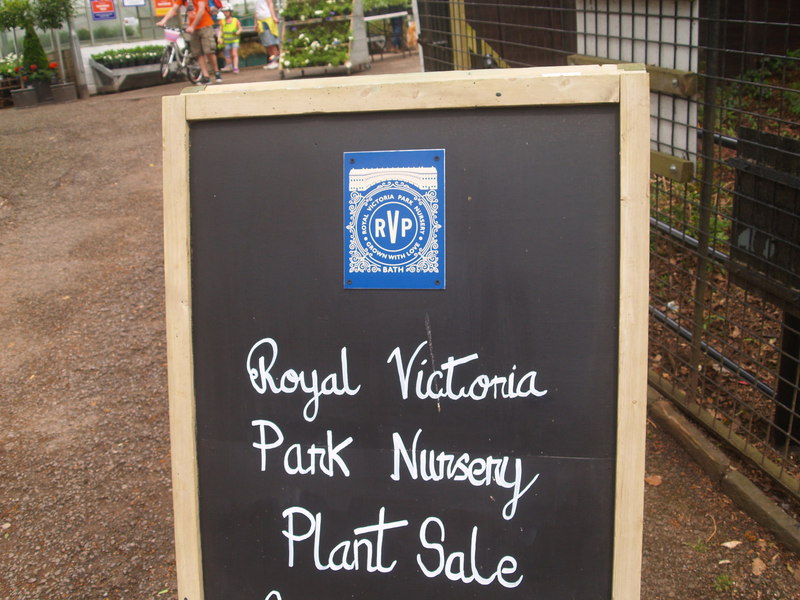 ROYAL VICTORIA PARK NURSERY
RVP
GROWN WITH LOVE
BATH
Royal Victoria
Park Nursery
Plant Sale